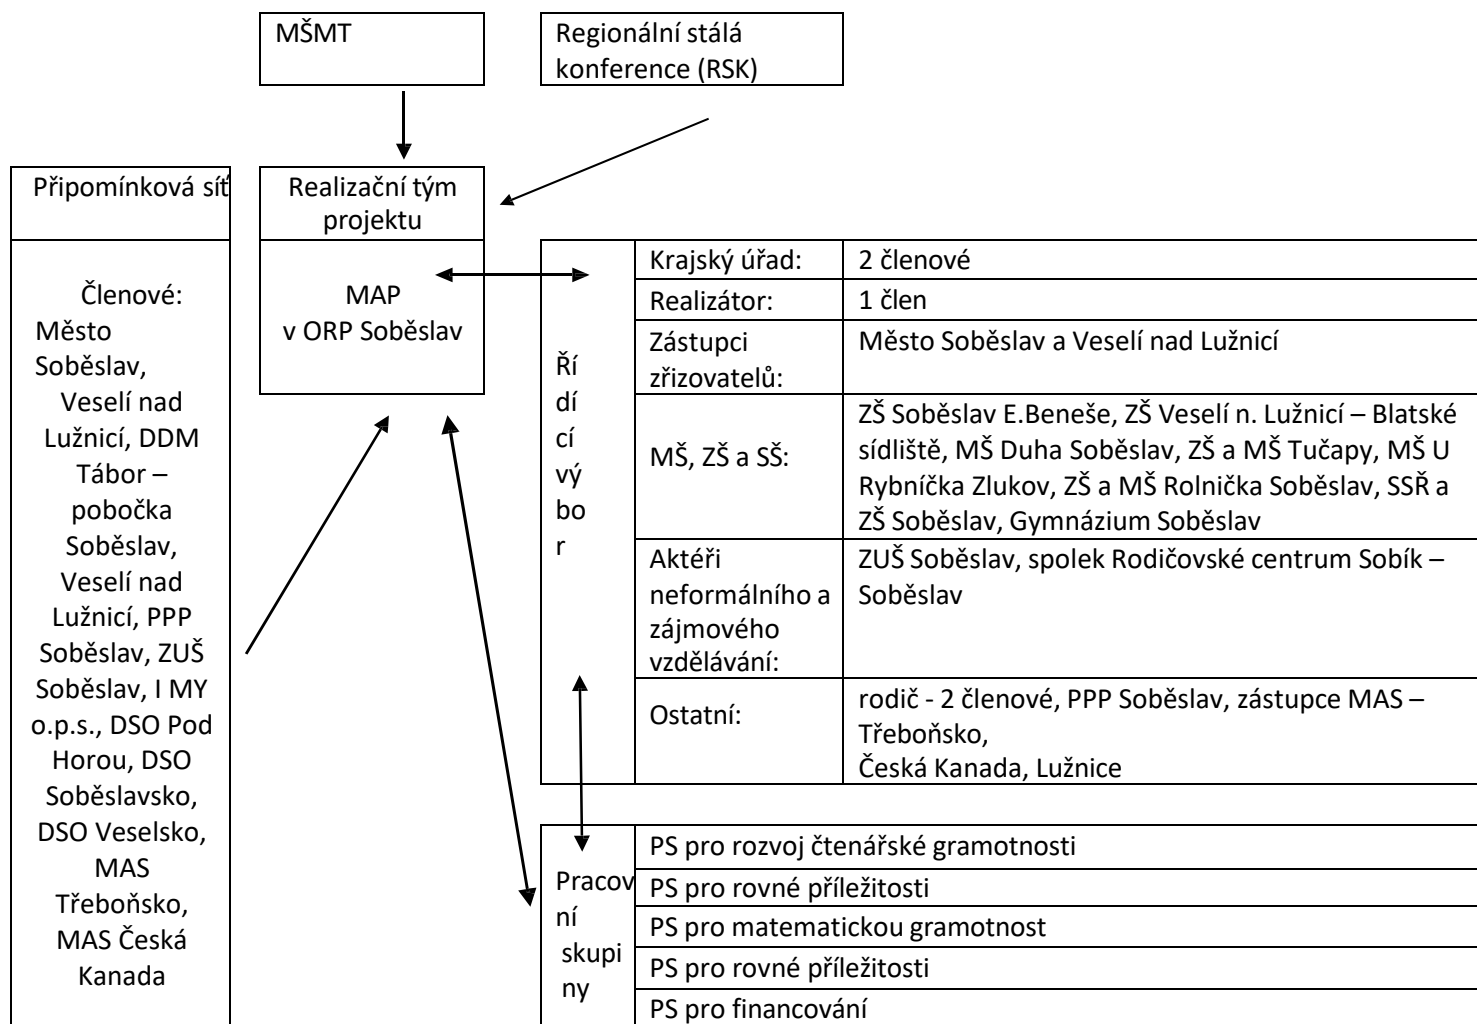 MŠMT
Regionální stálá
konference (RSK)
Připomínková síť
Realizační tým
projektu
Členové:
Město
Soběslav,
Veselí nad
Lužnicí, DDM
Tábor –
pobočka
Soběslav,
Veselí nad
Lužnicí, PPP
Soběslav, ZUŠ
Soběslav, I MY
o.p.s., DSO Pod
Horou, DSO
Soběslavsko,
DSO Veselsko,
MAS
Třeboňsko,
MAS Česká
Kanada
MAP
v ORP Soběslav
Ří
dí
cí
vý
bo
r
Krajský úřad:
2 členové
Realizátor:
1 člen
Zástupci
zřizovatelů:
Město Soběslav a Veselí nad Lužnicí
MŠ, ZŠ a SŠ:
ZŠ Soběslav E.Beneše, ZŠ Veselí n. Lužnicí – Blatské
sídliště, MŠ Duha Soběslav, ZŠ a MŠ Tučapy, MŠ U
Rybníčka Zlukov, ZŠ a MŠ Rolnička Soběslav, SSŘ a
ZŠ Soběslav, Gymnázium Soběslav
Aktéři
neformálního a
zájmového
vzdělávání:
ZUŠ Soběslav, spolek Rodičovské centrum Sobík –
Soběslav
Ostatní:
rodič - 2 členové, PPP Soběslav, zástupce MAS –
Třeboňsko,
Česká Kanada, Lužnice
Pracov
ní
skupi
ny
PS pro rozvoj čtenářské gramotnosti
PS pro rovné příležitosti
PS pro matematickou gramotnost
PS pro rovné příležitosti
PS pro financování